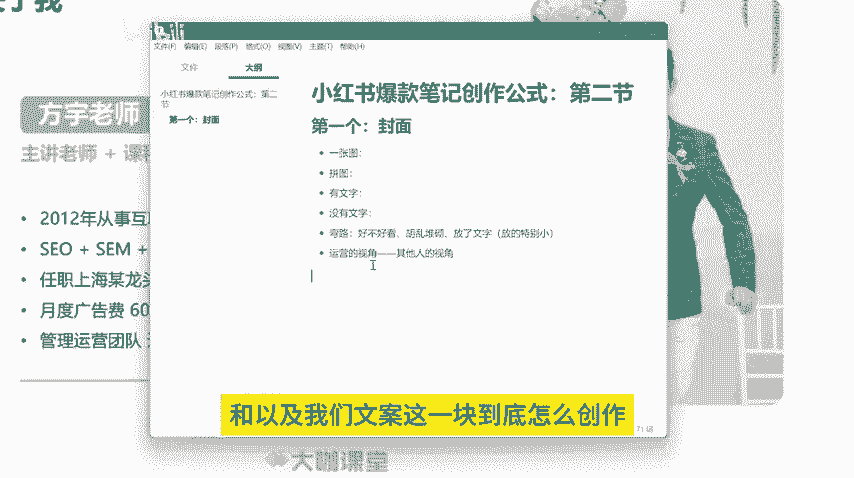 了我
方宇老师
主讲老师 + 课程
2012年从事互
SEO + SEM +
任职上海某龙头
月度广告费 60
管理运营团队
文件(F) 编辑(E) 段落(P) 格式(O) 视图(V) 主题(T) 帮助(H)
文件 大纲
小红书爆款笔记创作公式：第二节
第一个：封面
小红书爆款笔记创作公式：第二节
第一个：封面
一张图：
拼图：
有文字：
没有文字：
弯路：好不好看、胡乱堆砌、放了文字（放的特别小）
运营的视角——其他人的视角
71 词
和以及我们文案这一块到底怎么创作
大咖课堂